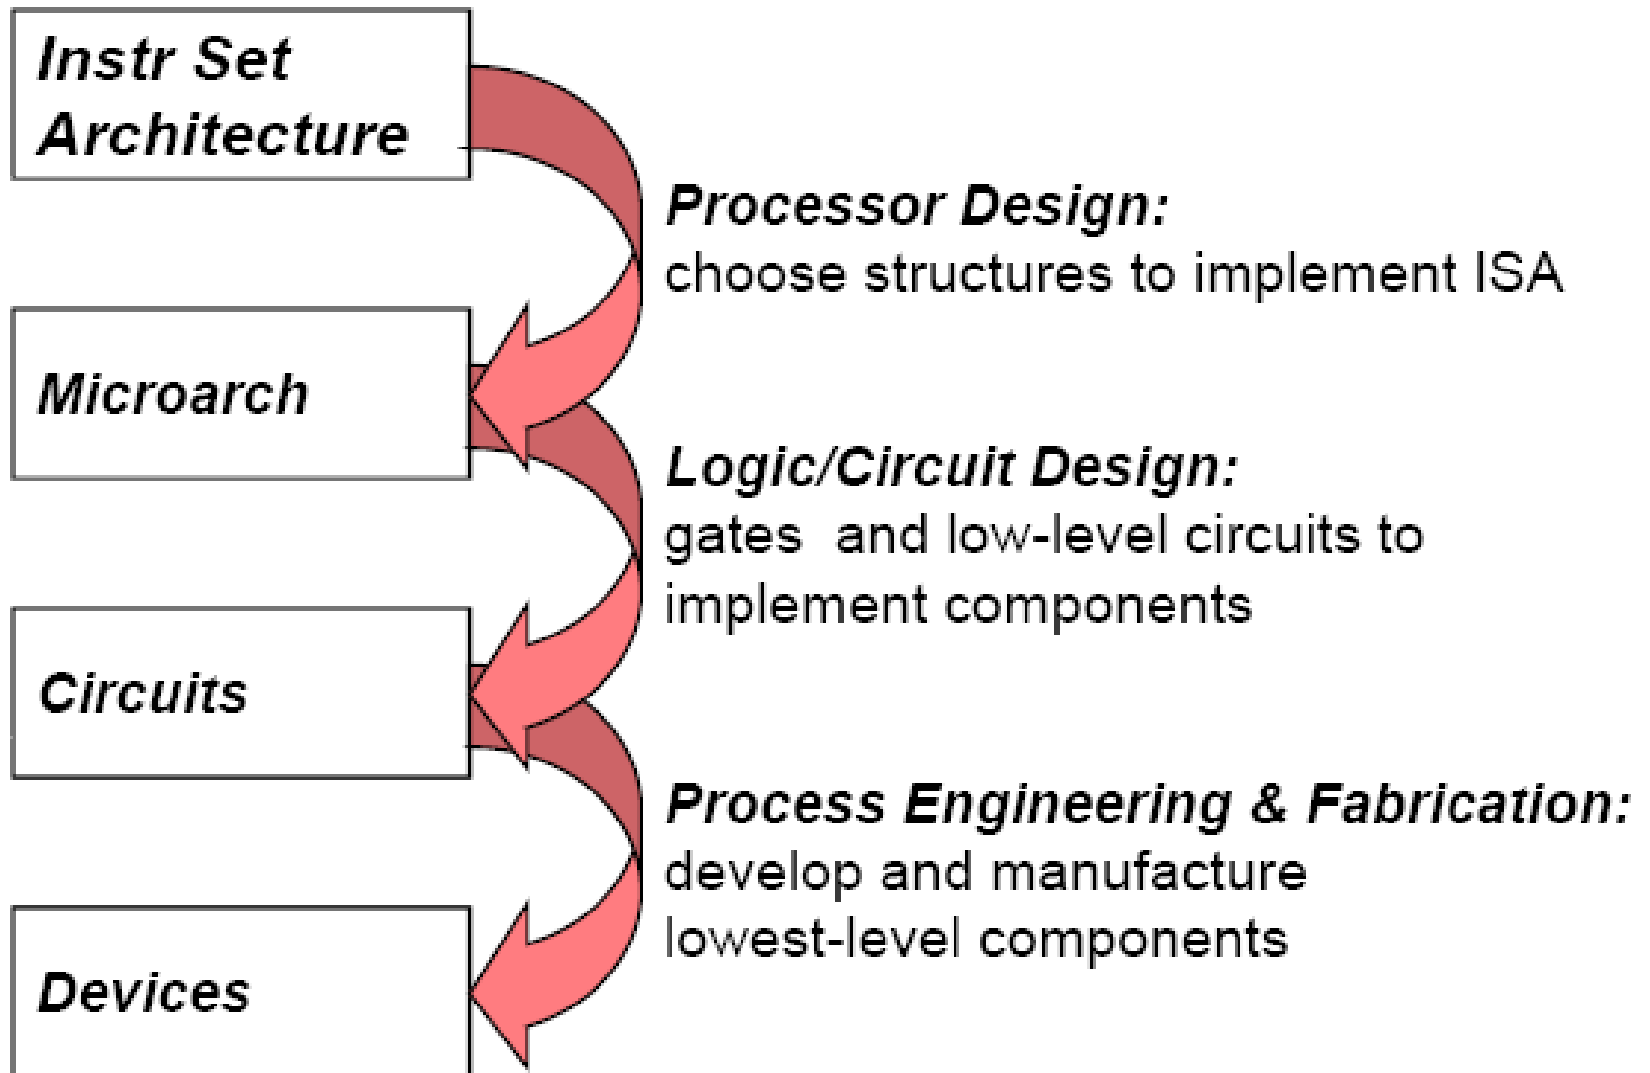 Instr Set
Architecture
Processor Design:
choose structures to implement ISA
Microarch
Logic/Circuit Design:
gates and low-level circuits to
implement components
Circuits
Process Engineering & Fabrication:
develop and manufacture
lowest-level components
Devices